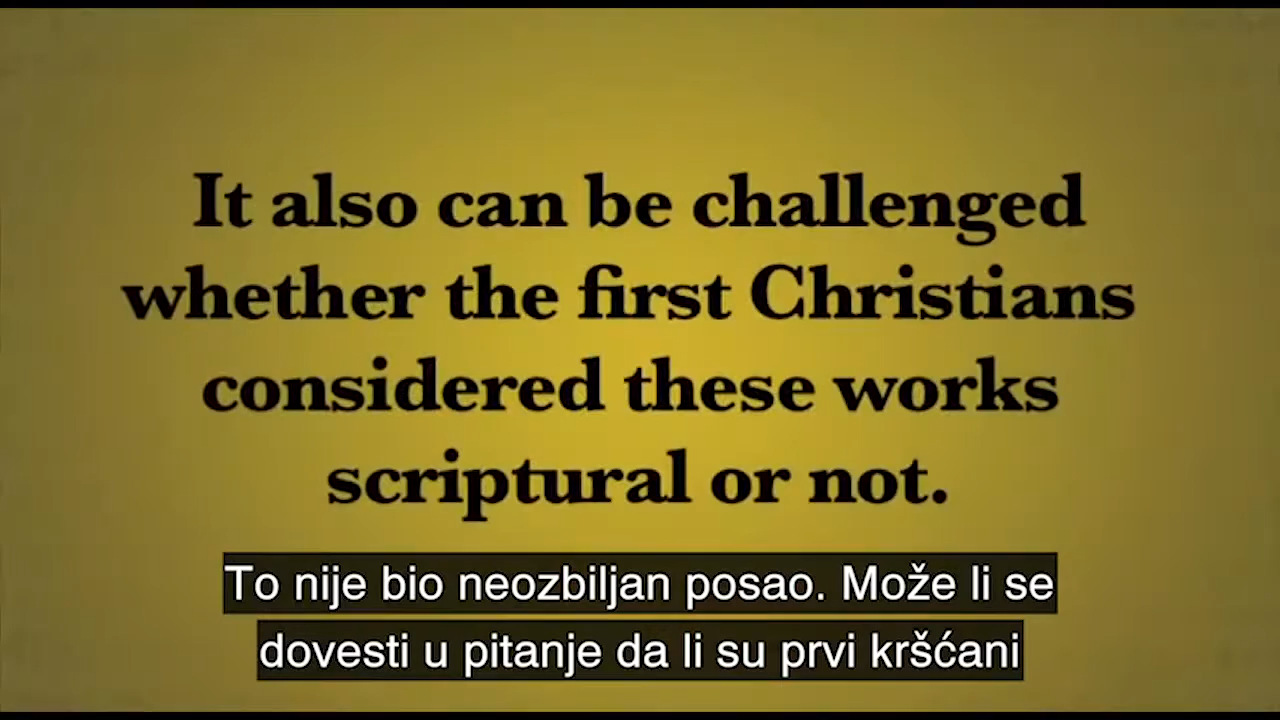 It also can be challenged
whether the first Christians
considered these works
scriptural or not.
To nije bio neozbiljan posao. Može li se
dovesti u pitanje da li su prvi kršćani